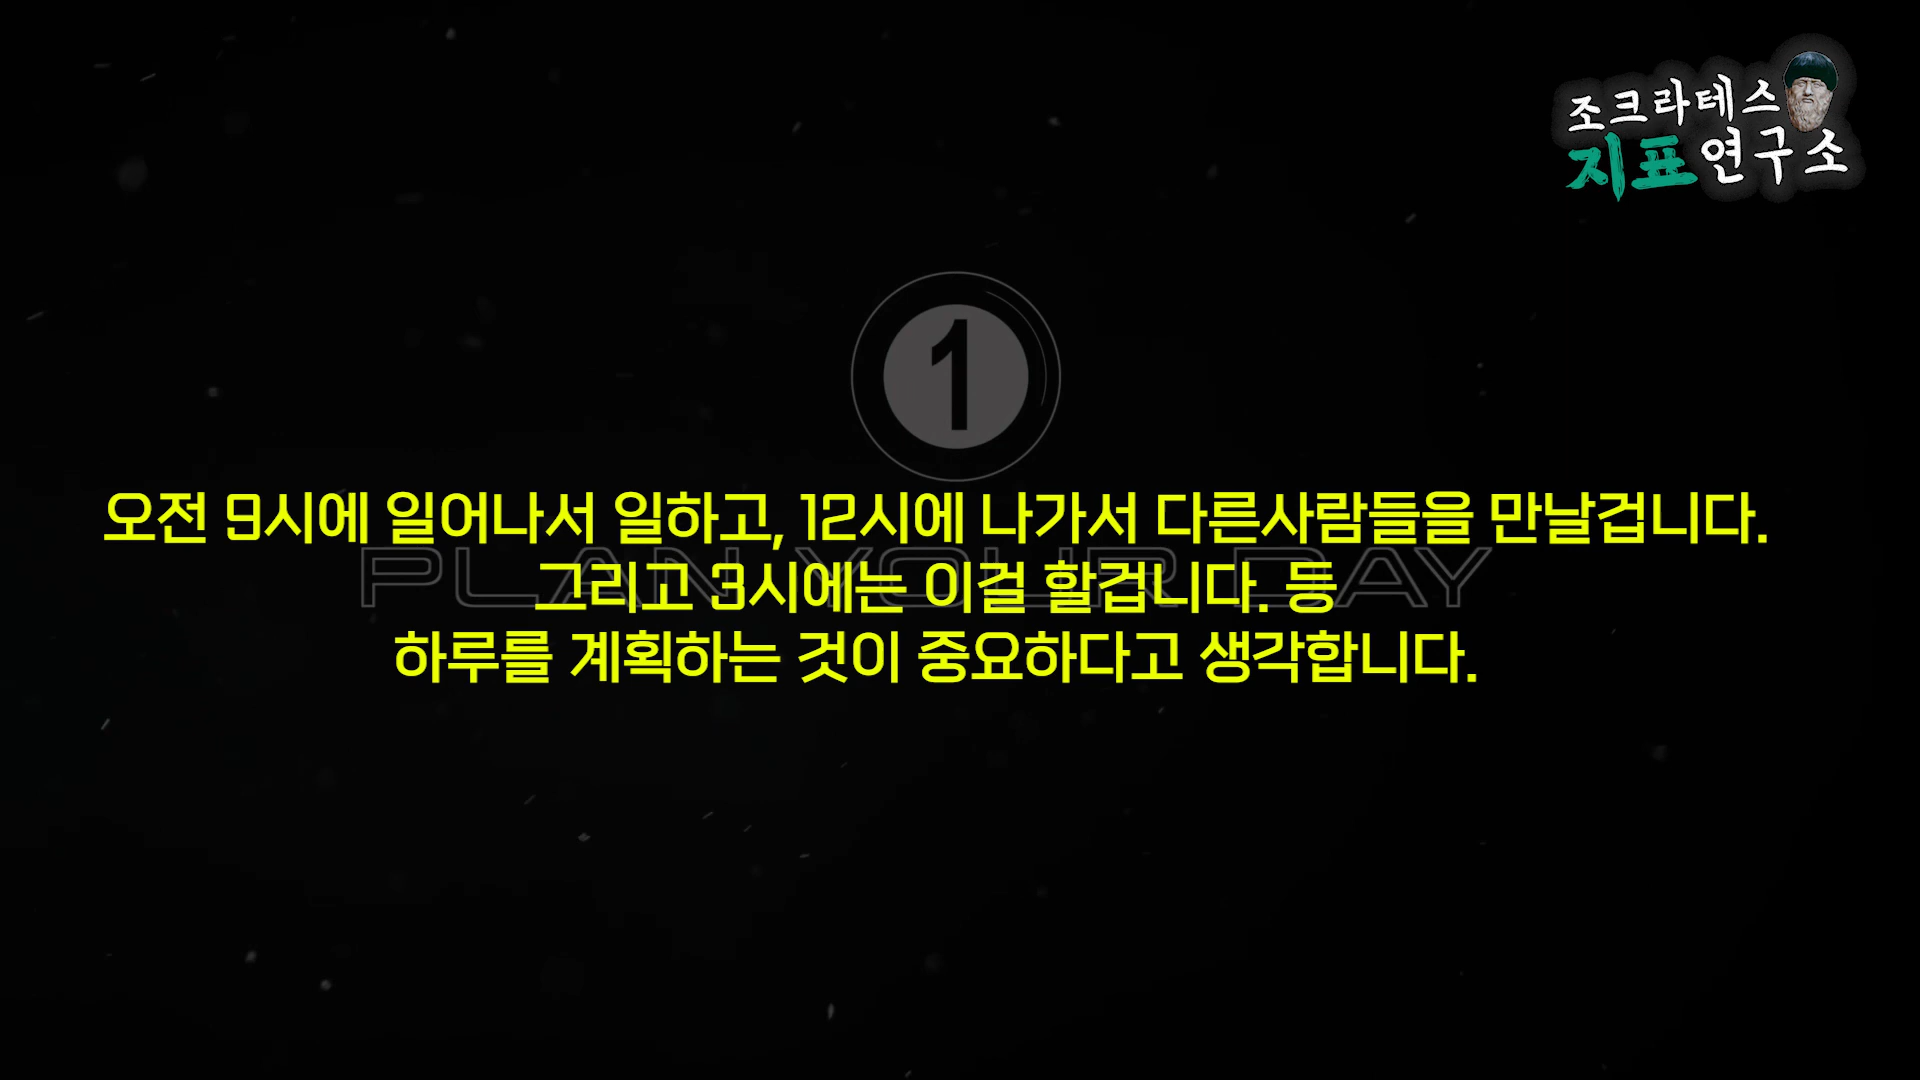 조크라테스
지표연구소
1
오전 9시에 일어나서 일하고, 12시에 나가서 다른사람들을 만날겁니다.
PLAN YOUR DAY
그리고 3시에는 이걸 할겁니다. 등
하루를 계획하는 것이 중요하다고 생각합니다.